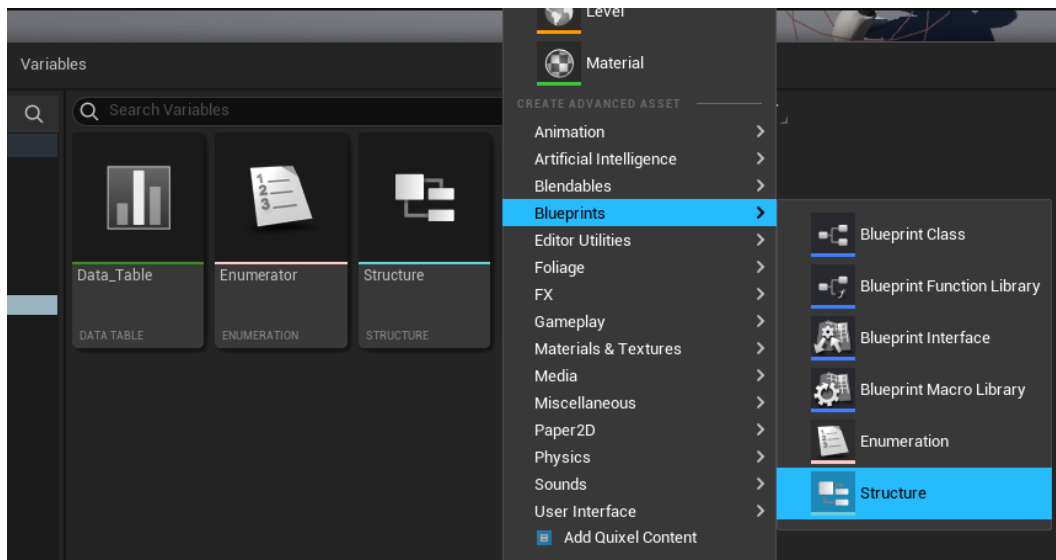 Variables
Search Variables
Data_Table
DATA TABLE
Enumerator
ENUMERATION
Structure
STRUCTURE
Level
Material
CREATE ADVANCED ASSET
Animation
Artificial Intelligence
Blendables
Blueprints
Editor Utilities
Foliage
FX
Gameplay
Materials & Textures
Media
Miscellaneous
Paper2D
Physics
Sounds
User Interface
Add Quixel Content
Blueprint Class
Blueprint Function Library
Blueprint Interface
Blueprint Macro Library
Enumeration
Structure